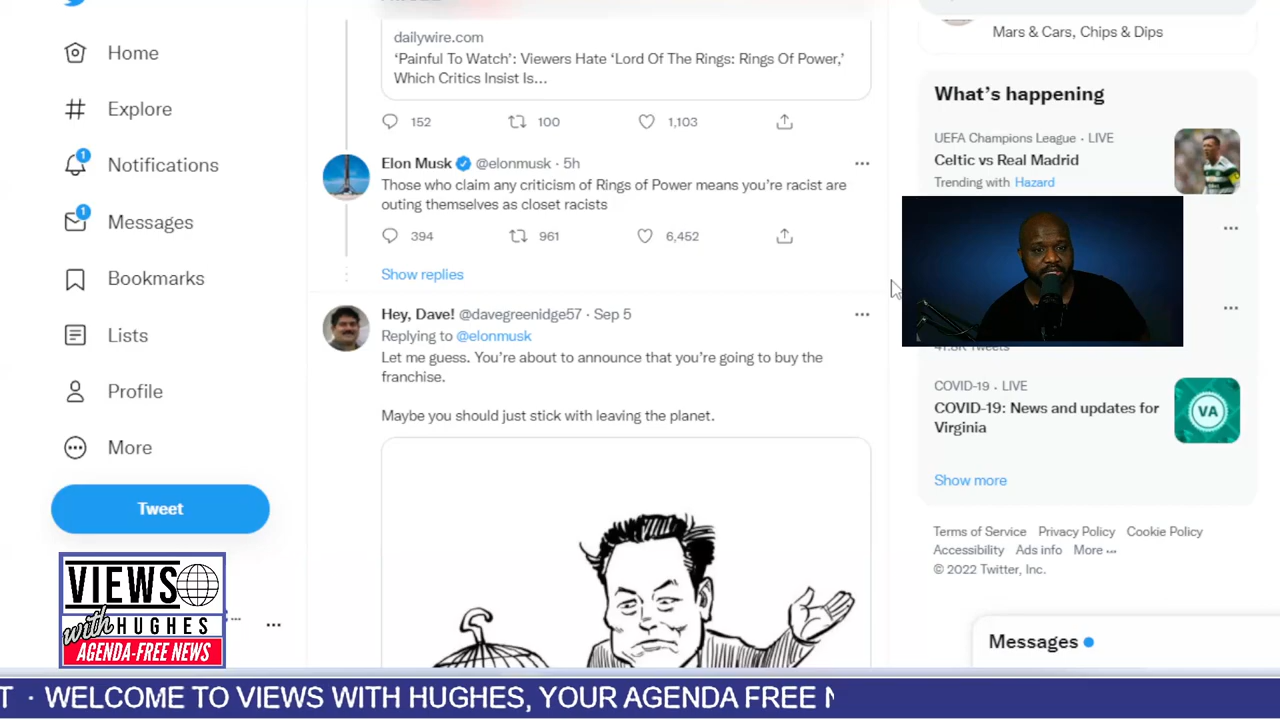 Home
Explore
1
Notifications
1
Messages
Bookmarks
Lists
Profile
More
Tweet
dailywire.com
‘Painful To Watch’: Viewers Hate ‘Lord Of The Rings: Rings Of Power,’
Which Critics Insist Is...
152 100 1,103
Elon Musk @elonmusk · 5h
Those who claim any criticism of Rings of Power means you’re racist are
outing themselves as closet racists
394 961 6,452
Show replies
Hey, Dave! @davegreenidge57 · Sep 5
Replying to @elonmusk
Let me guess. You’re about to announce that you’re going to buy the
franchise.
Maybe you should just stick with leaving the planet.
Mars & Cars, Chips & Dips
What’s happening
UEFA Champions League · LIVE
Celtic vs Real Madrid
Trending with Hazard
COVID-19 · LIVE
COVID-19: News and updates for
Virginia
VA
Show more
Terms of Service Privacy Policy Cookie Policy
Accessibility Ads info More ···
© 2022 Twitter, Inc.
Messages
VIEWS
with HUGHES
AGENDA-FREE NEWS
T · WELCOME TO VIEWS WITH HUGHES, YOUR AGENDA FREE